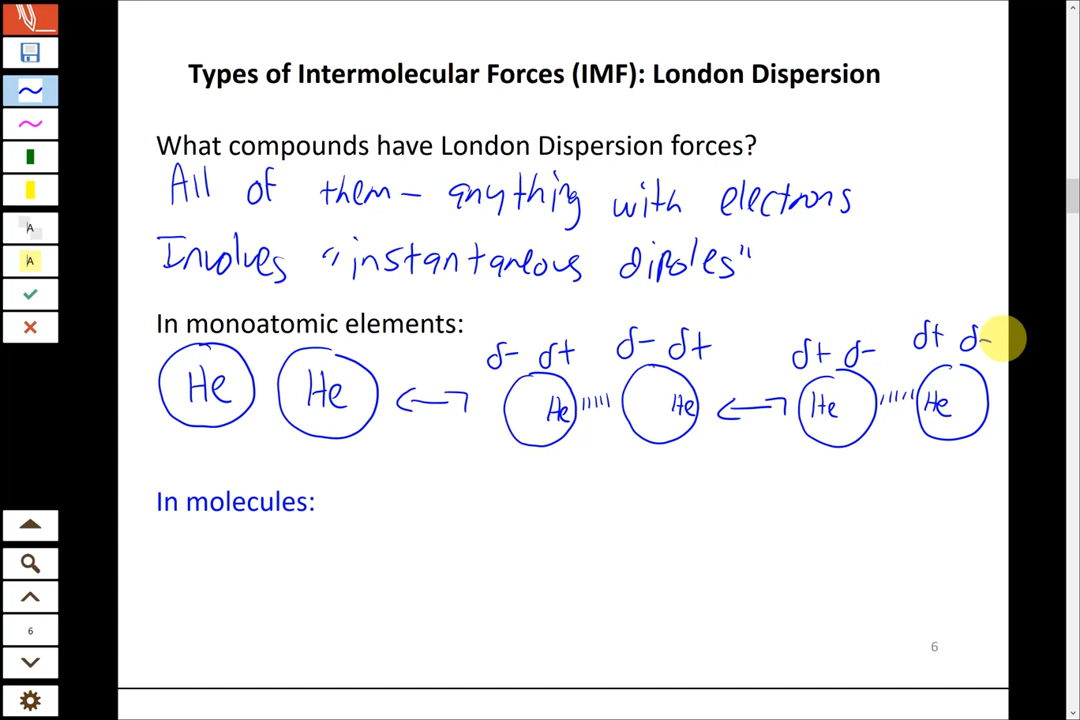 Types of Intermolecular Forces (IMF): London Dispersion
What compounds have London Dispersion forces?
All of them – anything with electrons
Involves "instantaneous dipoles"
In monoatomic elements:
δ- δ+ δ- δ+ δ+ δ- δ+ δ-
He He He He He He
In molecules:
6
6
A
A